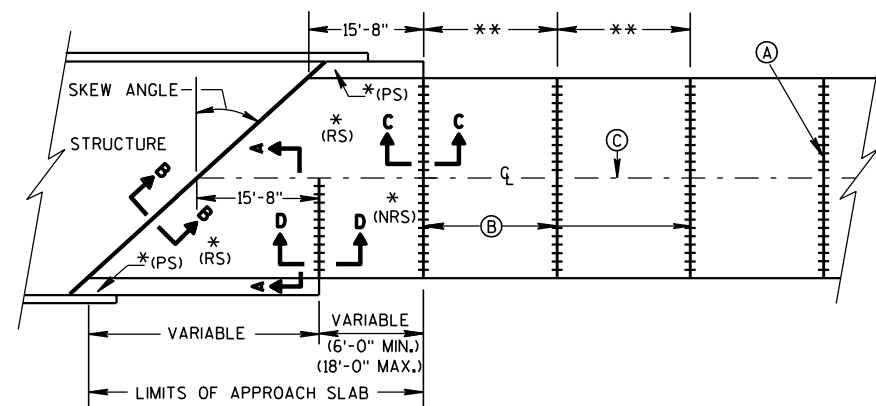 15'-8" ** **
A
SKEW ANGLE
*(PS)
*
(RS)
C C
STRUCTURE
A
C
B
℄
15'-8"
*
(NRS)
B
D D
B
*
(RS)
*(PS)
A
VARIABLE
VARIABLE
(6'-0" MIN.)
(18'-0" MAX.)
LIMITS OF APPROACH SLAB